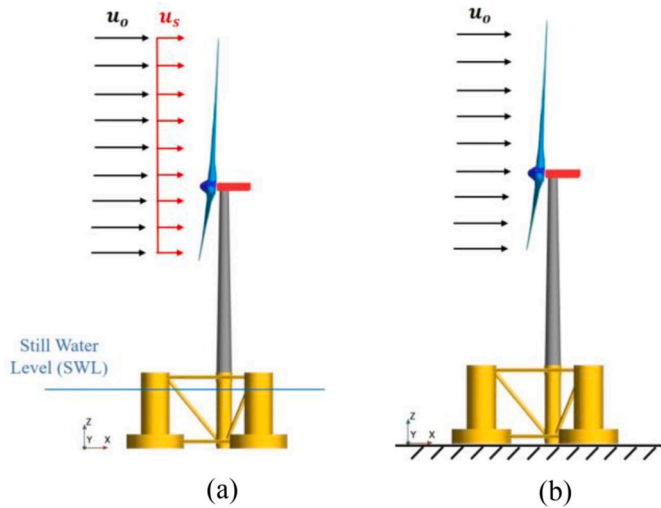 u_o u_s
u_o
Still Water
Level (SWL)
Z
Y X
Z
Y X
(a) (b)